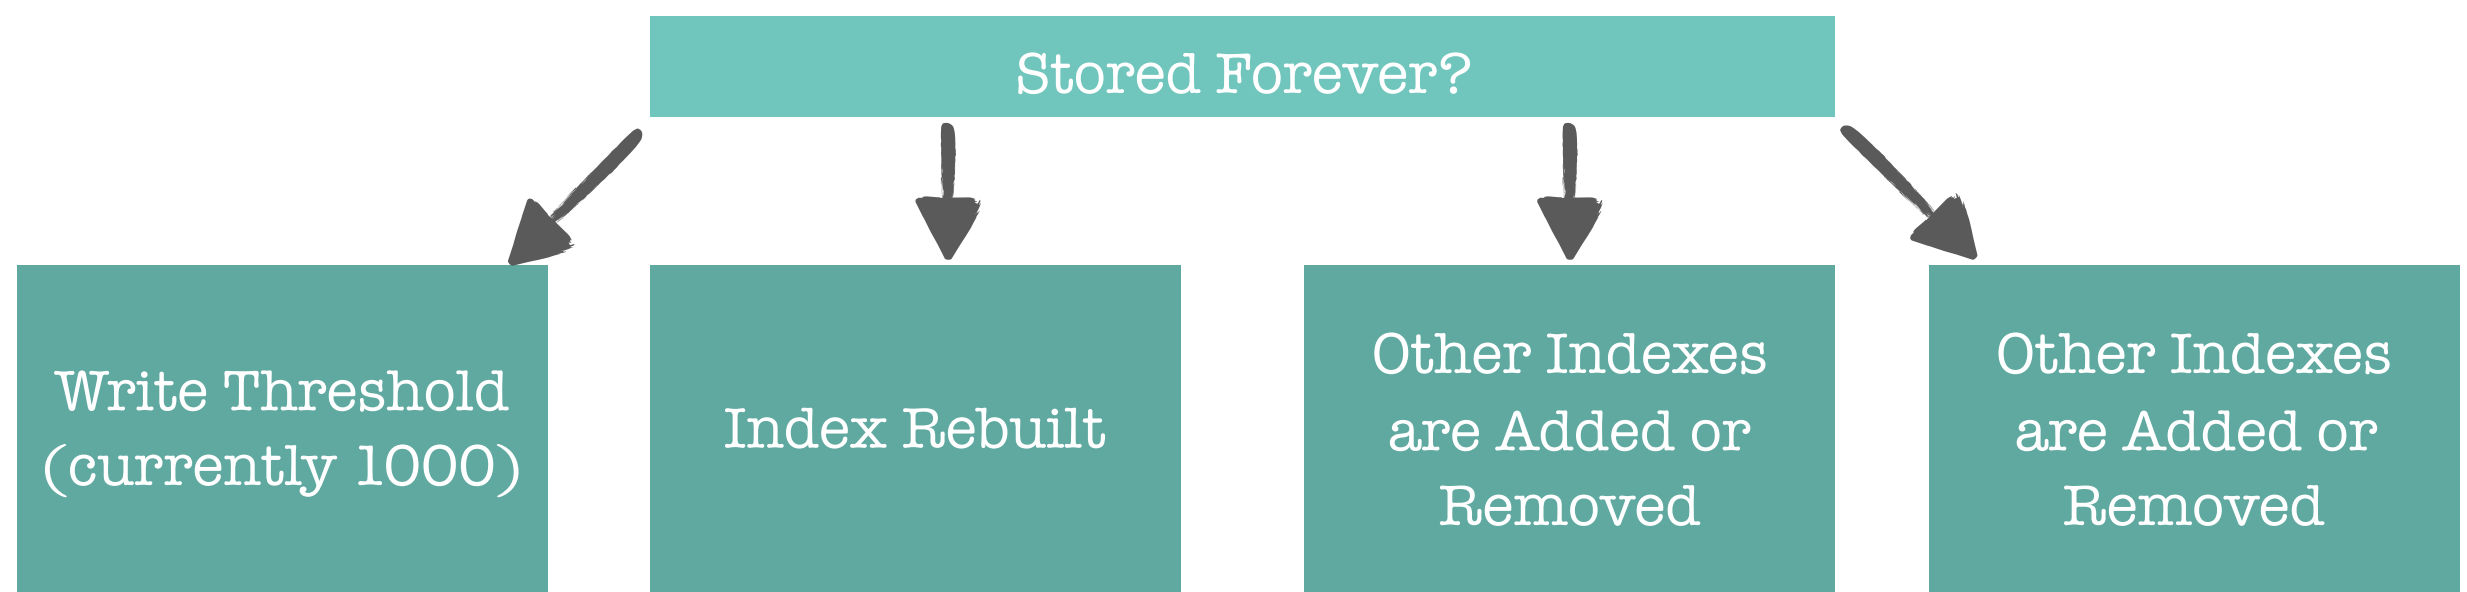 Stored Forever?
Write Threshold
(currently 1000)
Index Rebuilt
Other Indexes
are Added or
Removed
Other Indexes
are Added or
Removed